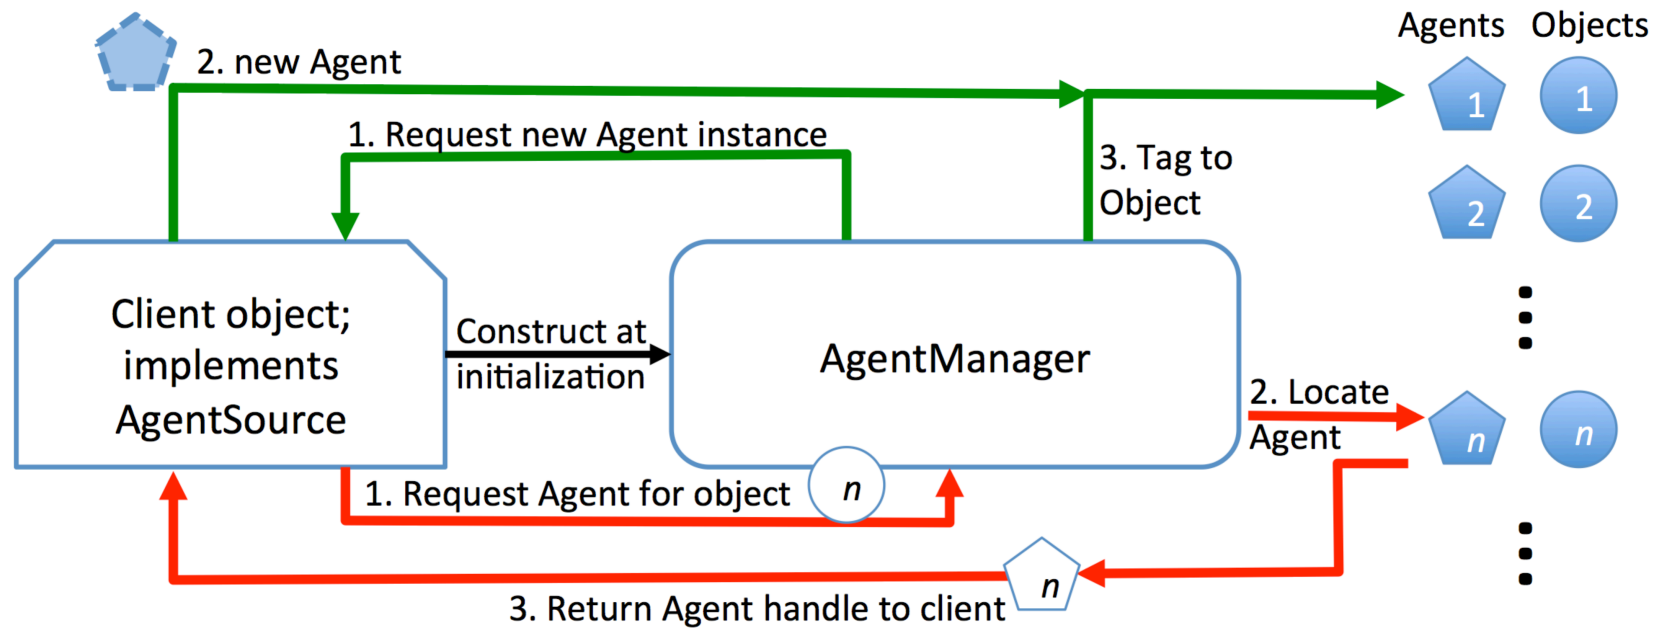 Agents Objects
2. new Agent
1 1
1. Request new Agent instance
3. Tag to
Object
2 2
Client object;
implements
AgentSource
Construct at
initialization
AgentManager
2. Locate
Agent
n n
1. Request Agent for object
n
n
3. Return Agent handle to client